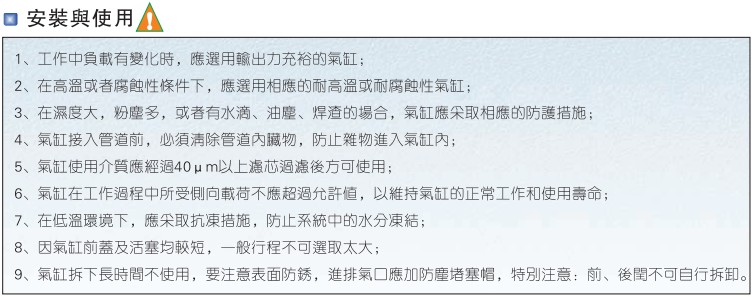 安裝與使用
1、工作中負載有變化時，應選用輸出力充裕的氣缸；
2、在高溫或者腐蝕性條件下，應選用相應的耐高溫或耐腐蝕性氣缸；
3、在濕度大，粉塵多，或者有水滴、油塵、焊渣的場合，氣缸應采取相應的防護措施；
4、氣缸接入管道前，必須清除管道內臟物，防止雜物進入氣缸內；
5、氣缸使用介質應經過40μm以上濾芯過濾後方可使用；
6、氣缸在工作過程中所受側向載荷不應超過允許值，以維持氣缸的正常工作和使用壽命；
7、在低溫環境下，應采取抗凍措施，防止系統中的水分凍結；
8、因氣缸前蓋及活塞均較短，一般行程不可選取太大；
9、氣缸拆下長時間不使用，要注意表面防銹，進排氣口應加防塵堵塞帽，特別注意：前、後閏不可自行拆卸。